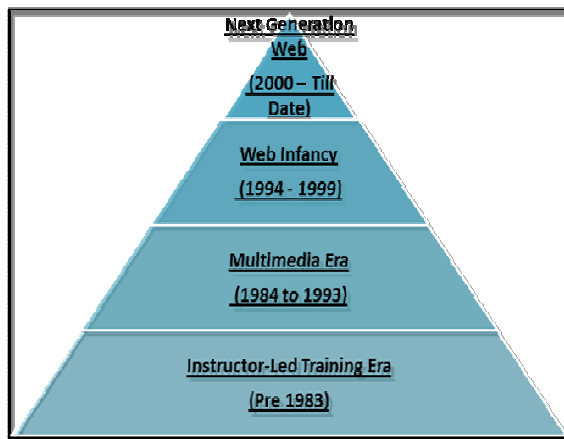 Next Generation
Web
(2000 – Till
Date)
Web Infancy
(1994 - 1999)
Multimedia Era
(1984 to 1993)
Instructor-Led Training Era
(Pre 1983)